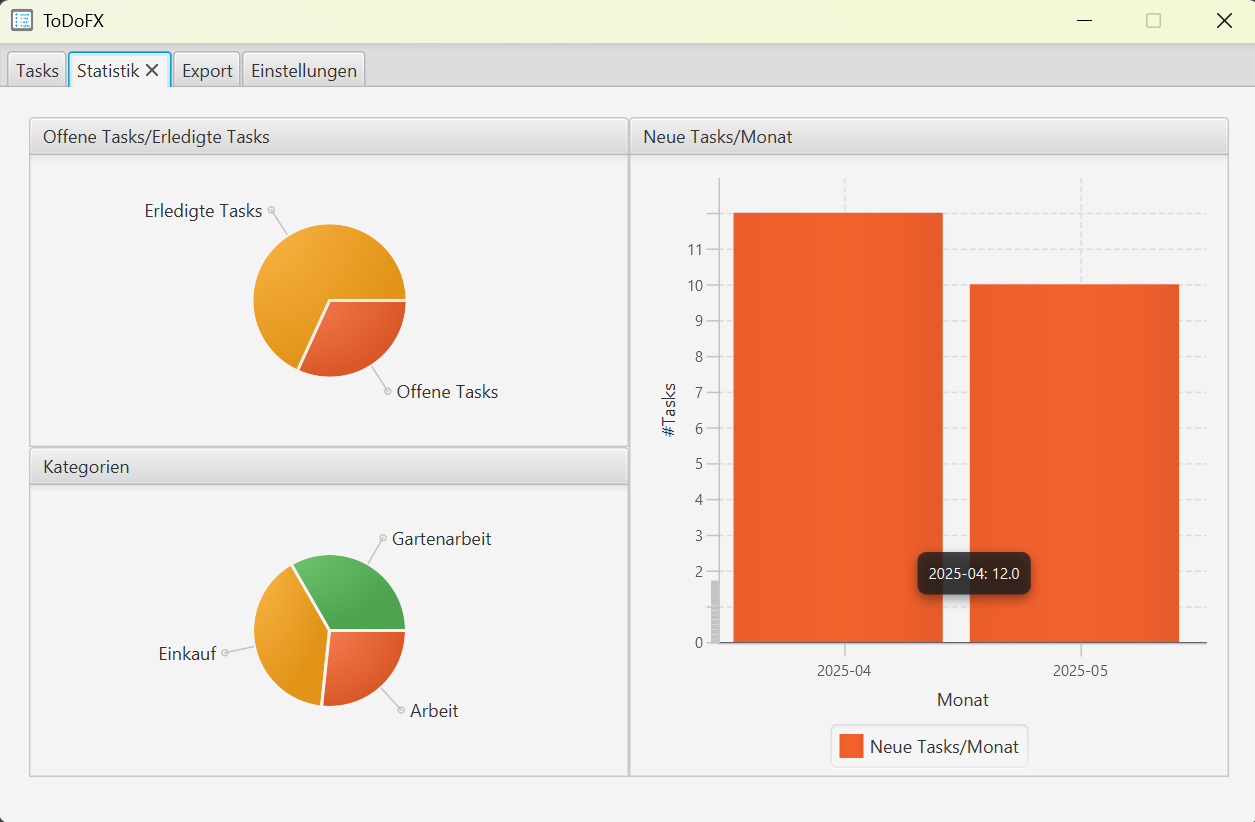 ToDoFX
Tasks
Statistik
Export
Einstellungen
Offene Tasks/Erledigte Tasks
Erledigte Tasks
Offene Tasks
Kategorien
Gartenarbeit
Einkauf
Arbeit
Neue Tasks/Monat
#Tasks
11
10
9
8
7
6
5
4
3
2
0
2025-04: 12.0
2025-04
2025-05
Monat
Neue Tasks/Monat